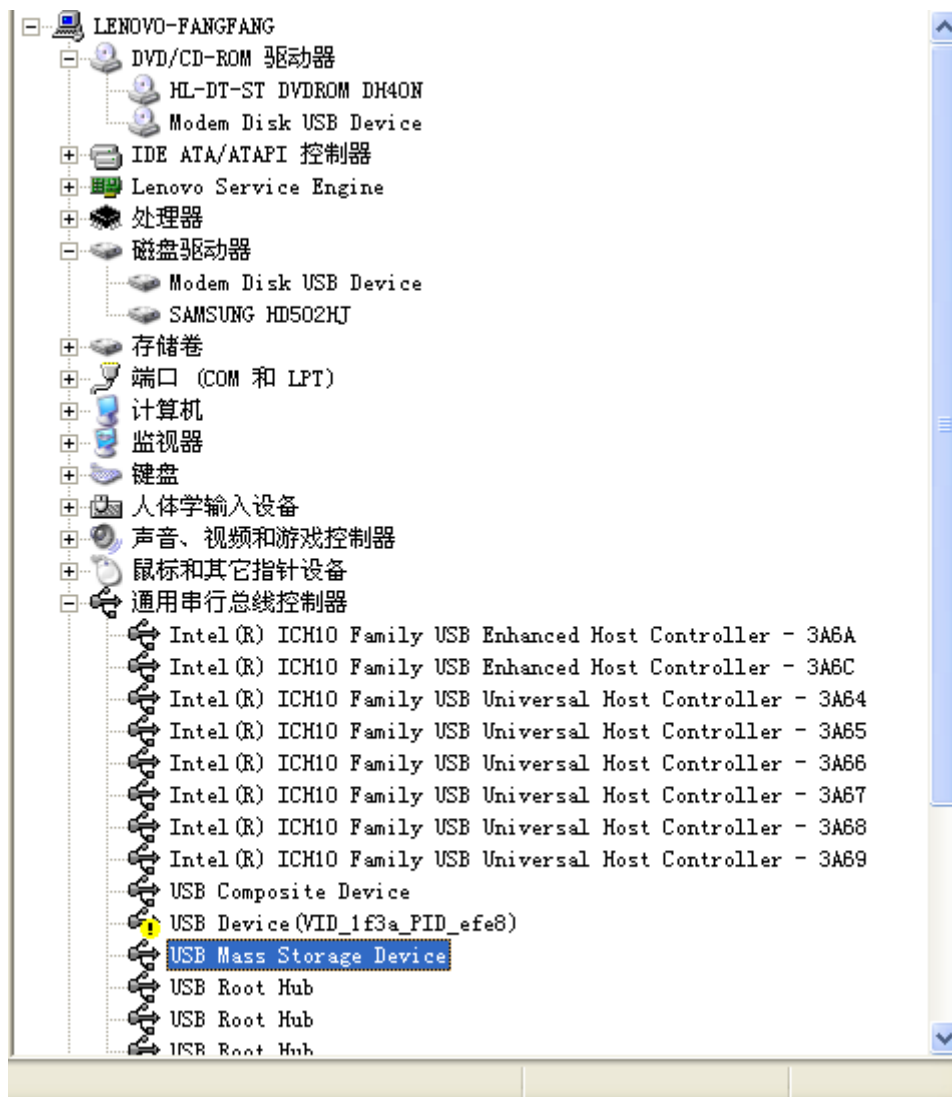 LENOVO-FANGFANG
DVD/CD-ROM 驱动器
HL-DT-ST DVDROM DH40N
Modem Disk USB Device
IDE ATA/ATAPI 控制器
Lenovo Service Engine
处理器
磁盘驱动器
Modem Disk USB Device
SAMSUNG HD502HJ
存储卷
端口 (COM 和 LPT)
计算机
监视器
键盘
人体学输入设备
声音、视频和游戏控制器
鼠标和其它指针设备
通用串行总线控制器
Intel(R) ICH10 Family USB Enhanced Host Controller - 3A6A
Intel(R) ICH10 Family USB Enhanced Host Controller - 3A6C
Intel(R) ICH10 Family USB Universal Host Controller - 3A64
Intel(R) ICH10 Family USB Universal Host Controller - 3A65
Intel(R) ICH10 Family USB Universal Host Controller - 3A66
Intel(R) ICH10 Family USB Universal Host Controller - 3A67
Intel(R) ICH10 Family USB Universal Host Controller - 3A68
Intel(R) ICH10 Family USB Universal Host Controller - 3A69
USB Composite Device
USB Device(VID_1f3a_PID_efe8)
USB Mass Storage Device
USB Root Hub
USB Root Hub
USB Root Hub